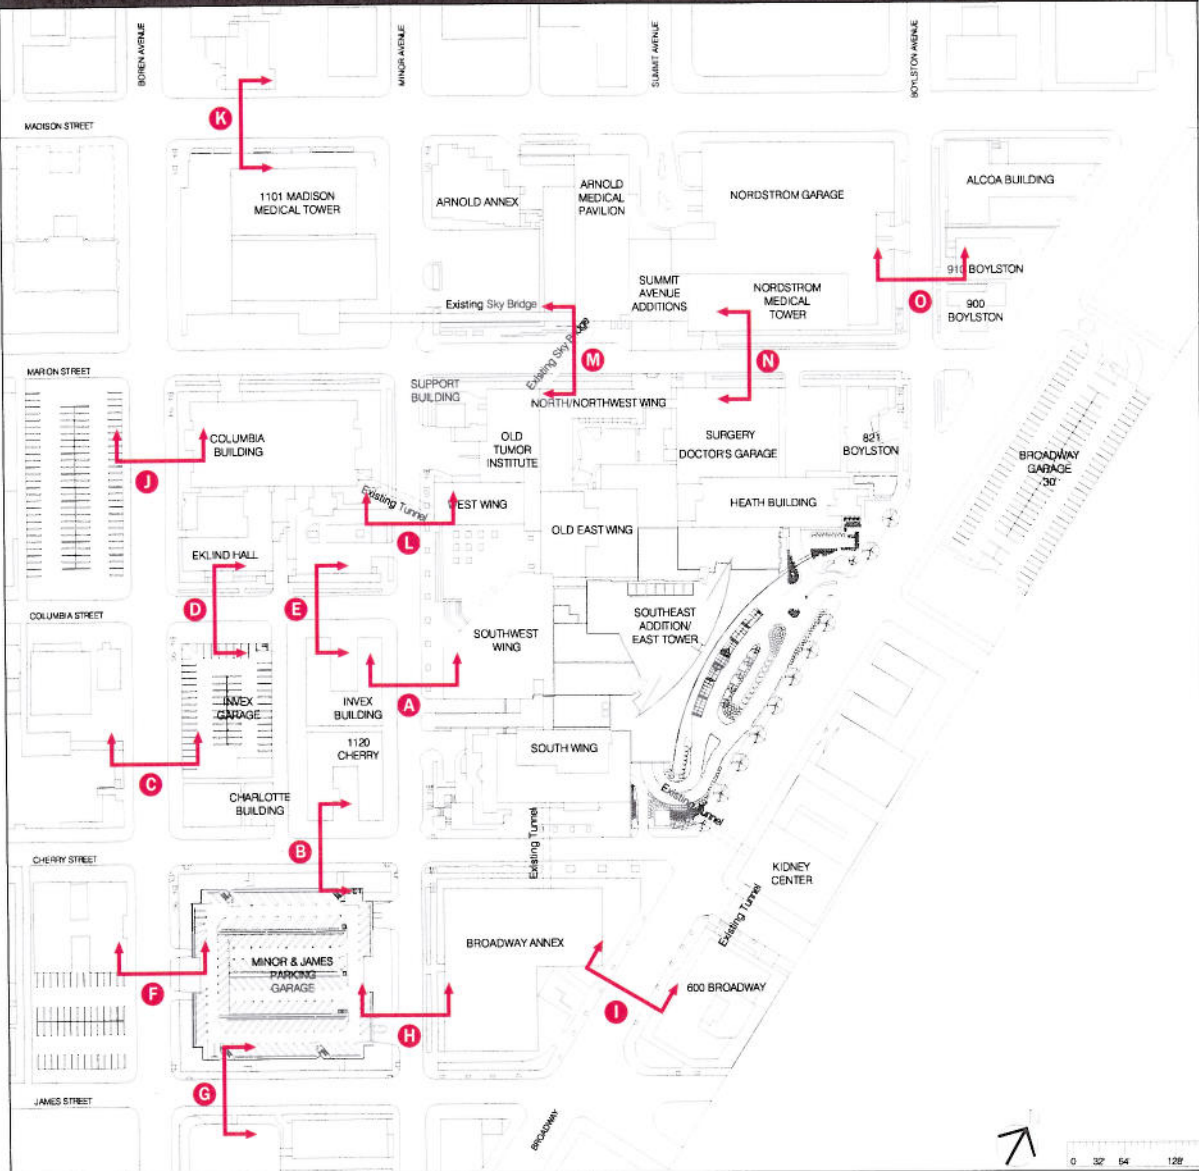 BOREN AVENUE
MINOR AVENUE
SUMMIT AVENUE
BOYLSTON AVENUE
K
MADISON STREET
1101 MADISON
MEDICAL TOWER
ARNOLD ANNEX
ARNOLD
MEDICAL
PAVILION
NORDSTROM GARAGE
ALCOA BUILDING
SUMMIT
AVENUE
ADDITIONS
NORDSTROM
MEDICAL
TOWER
910 BOYLSTON
O
900
BOYLSTON
Existing Sky Bridge
Existing Sky Bridge
M
N
MARION STREET
SUPPORT
BUILDING
NORTH/NORTHWEST WING
COLUMBIA
BUILDING
OLD
TUMOR
INSTITUTE
SURGERY
DOCTOR'S GARAGE
821
BOYLSTON
BROADWAY
GARAGE
30'
J
Existing Tunnel
WEST WING
HEATH BUILDING
L
OLD EAST WING
EKLIND HALL
D
E
COLUMBIA STREET
SOUTHWEST
WING
SOUTHEAST
ADDITION/
EAST TOWER
INVEX
GARAGE
INVEX
BUILDING
A
1120
CHERRY
SOUTH WING
C
CHARLOTTE
BUILDING
Existing Tunnel
B
Existing Tunnel
CHERRY STREET
KIDNEY
CENTER
Existing Tunnel
BROADWAY ANNEX
MINOR & JAMES
PARKING
GARAGE
F
600 BROADWAY
I
H
G
JAMES STREET
BROADWAY
0 32' 64' 128'